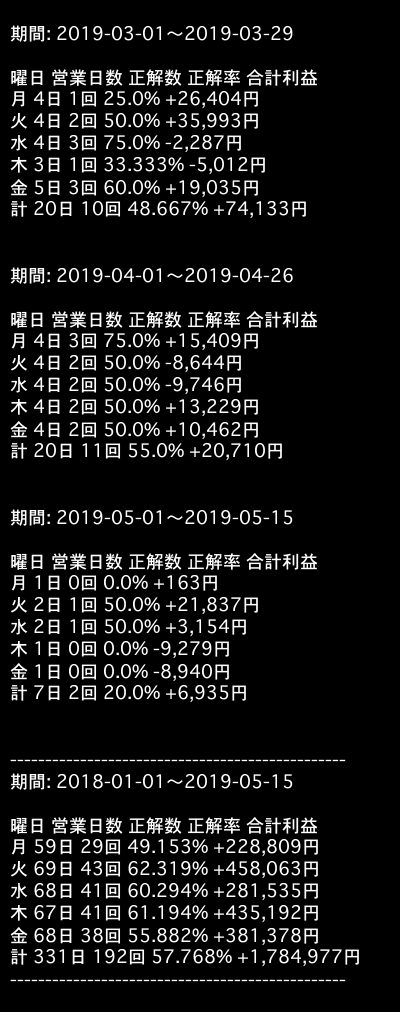 期間: 2019-03-01〜2019-03-29
曜日 営業日数 正解数 正解率 合計利益
月 4日 1回 25.0% +26,404円
火 4日 2回 50.0% +35,993円
水 4日 3回 75.0% -2,287円
木 3日 1回 33.333% -5,012円
金 5日 3回 60.0% +19,035円
計 20日 10回 48.667% +74,133円
期間: 2019-04-01〜2019-04-26
曜日 営業日数 正解数 正解率 合計利益
月 4日 3回 75.0% +15,409円
火 4日 2回 50.0% -8,644円
水 4日 2回 50.0% -9,746円
木 4日 2回 50.0% +13,229円
金 4日 2回 50.0% +10,462円
計 20日 11回 55.0% +20,710円
期間: 2019-05-01〜2019-05-15
曜日 営業日数 正解数 正解率 合計利益
月 1日 0回 0.0% +163円
火 2日 1回 50.0% +21,837円
水 2日 1回 50.0% +3,154円
木 1日 0回 0.0% -9,279円
金 1日 0回 0.0% -8,940円
計 7日 2回 20.0% +6,935円
------------------------------------------------
期間: 2018-01-01〜2019-05-15
曜日 営業日数 正解数 正解率 合計利益
月 59日 29回 49.153% +228,809円
火 69日 43回 62.319% +458,063円
水 68日 41回 60.294% +281,535円
木 67日 41回 61.194% +435,192円
金 68日 38回 55.882% +381,378円
計 331日 192回 57.768% +1,784,977円
------------------------------------------------